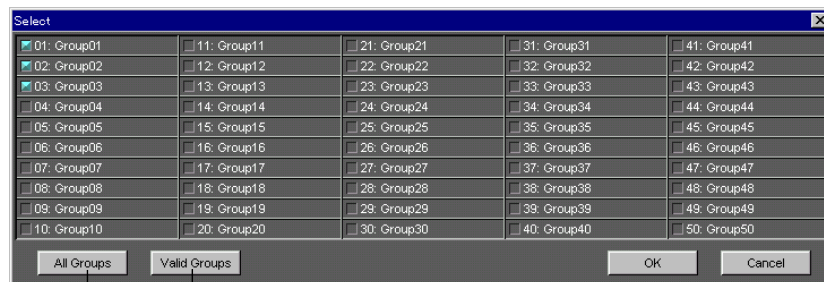 Select
01: Group01 11: Group11 21: Group21 31: Group31 41: Group41
02: Group02 12: Group12 22: Group22 32: Group32 42: Group42
03: Group03 13: Group13 23: Group23 33: Group33 43: Group43
04: Group04 14: Group14 24: Group24 34: Group34 44: Group44
05: Group05 15: Group15 25: Group25 35: Group35 45: Group45
06: Group06 16: Group16 26: Group26 36: Group36 46: Group46
07: Group07 17: Group17 27: Group27 37: Group37 47: Group47
08: Group08 18: Group18 28: Group28 38: Group38 48: Group48
09: Group09 19: Group19 29: Group29 39: Group39 49: Group49
10: Group10 20: Group20 30: Group30 40: Group40 50: Group50
All Groups Valid Groups OK Cancel